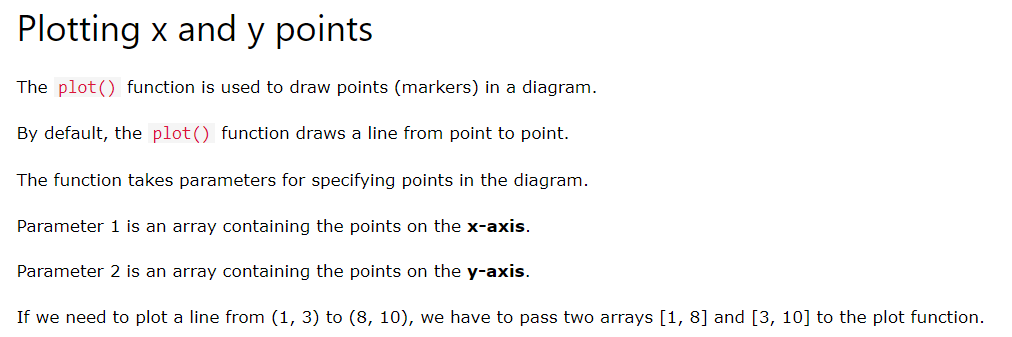 Plotting x and y points
The plot() function is used to draw points (markers) in a diagram.
By default, the plot() function draws a line from point to point.
The function takes parameters for specifying points in the diagram.
Parameter 1 is an array containing the points on the x-axis.
Parameter 2 is an array containing the points on the y-axis.
If we need to plot a line from (1, 3) to (8, 10), we have to pass two arrays [1, 8] and [3, 10] to the plot function.